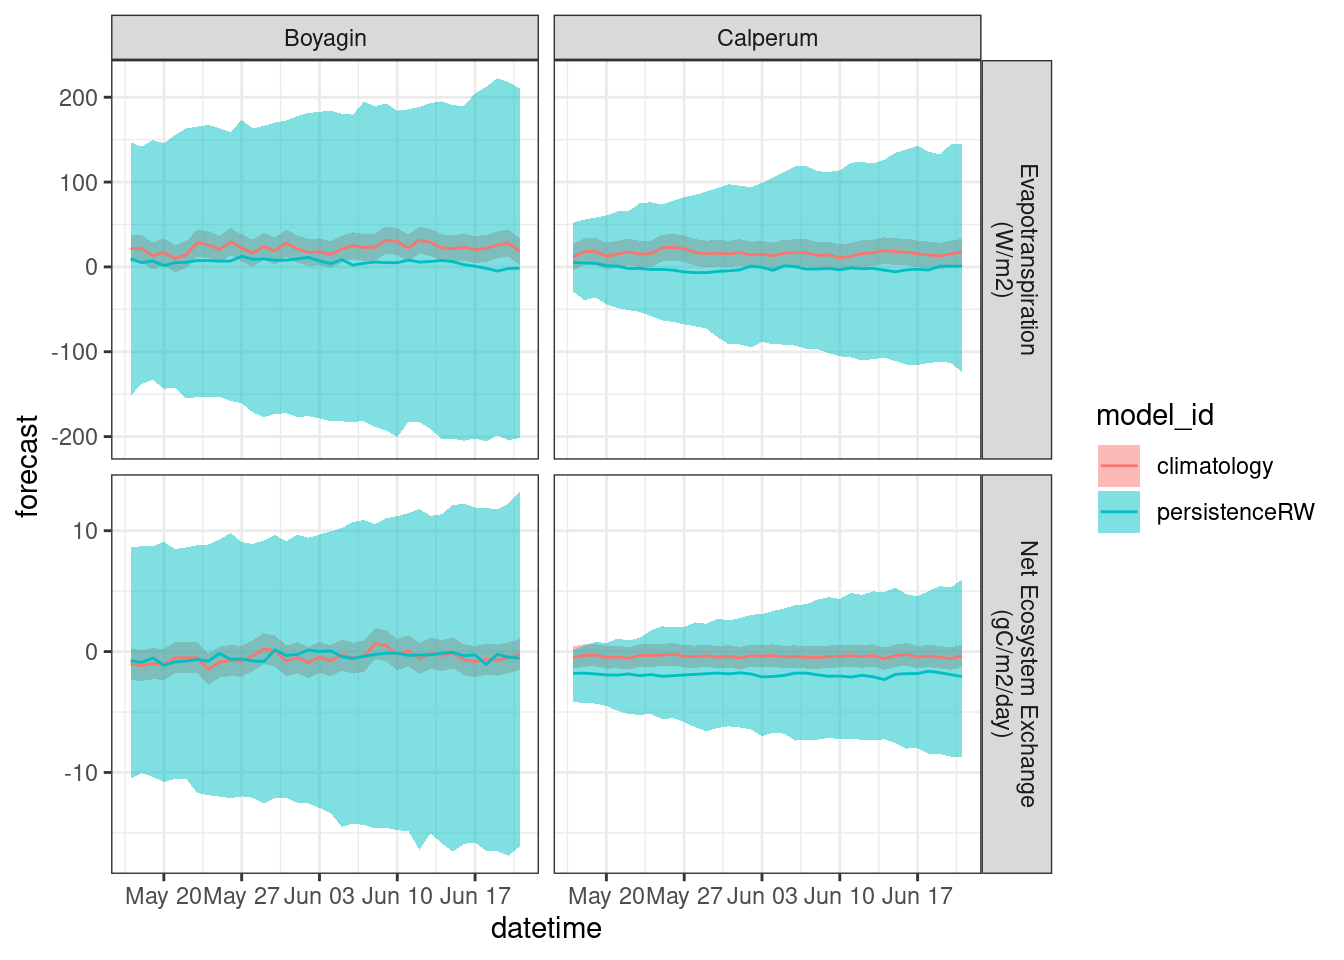 Boyagin
Calperum
200
100
0
-100
-200
Evapotranspiration
(W/m2)
10
0
-10
Net Ecosystem Exchange
(gC/m2/day)
forecast
May 20
May 27
Jun 03
Jun 10
Jun 17
May 20
May 27
Jun 03
Jun 10
Jun 17
datetime
model_id
climatology
persistenceRW